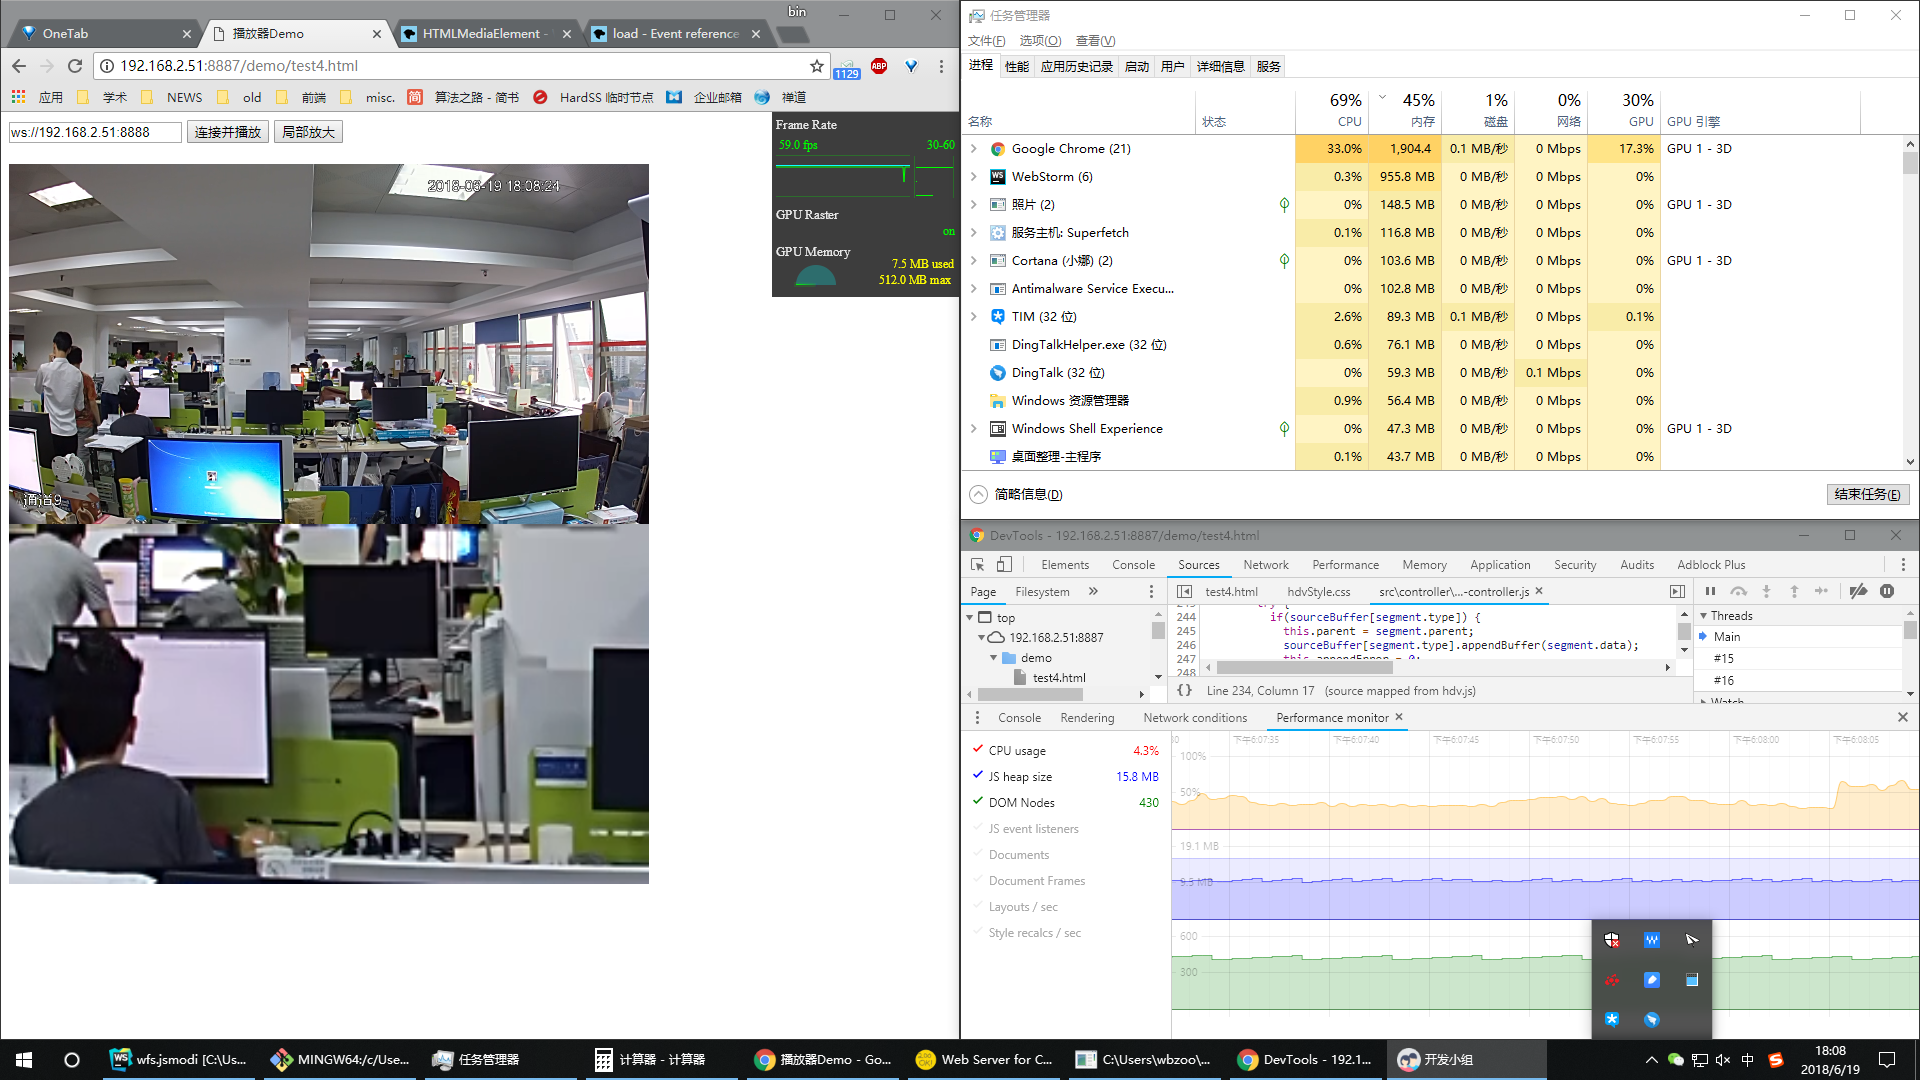 bin
OneTab
播放器Demo
HTMLMediaElement -
load - Event reference
192.168.2.51:8887/demo/test4.html
1129
ABP
应用
学术
NEWS
old
前端
misc.
简
算法之路 - 简书
HardSS 临时节点
企业邮箱
禅道
ws://192.168.2.51:8888
连接并播放
局部放大
Frame Rate
59.0 fps
30-60
GPU Raster
on
GPU Memory
7.5 MB used
512.0 MB max
2018-06-19 18:08:24
通道9
任务管理器
文件(F) 选项(O) 查看(V)
进程 性能 应用历史记录 启动 用户 详细信息 服务
69% 45% 1% 0% 30%
名称 状态 CPU 内存 磁盘 网络 GPU GPU 引擎
Google Chrome (21) 33.0% 1,904.4 0.1 MB/秒 0 Mbps 17.3% GPU 1 - 3D
WebStorm (6) 0.3% 955.8 MB 0 MB/秒 0 Mbps 0%
照片 (2) 0% 148.5 MB 0 MB/秒 0 Mbps 0% GPU 1 - 3D
服务主机: Superfetch 0.1% 116.8 MB 0 MB/秒 0 Mbps 0%
Cortana (小娜) (2) 0% 103.6 MB 0 MB/秒 0 Mbps 0% GPU 1 - 3D
Antimalware Service Execu... 0% 102.8 MB 0 MB/秒 0 Mbps 0%
TIM (32 位) 2.6% 89.3 MB 0.1 MB/秒 0 Mbps 0.1%
DingTalkHelper.exe (32 位) 0.6% 76.1 MB 0 MB/秒 0 Mbps 0%
DingTalk (32 位) 0% 59.3 MB 0 MB/秒 0.1 Mbps 0%
Windows 资源管理器 0.9% 56.4 MB 0 MB/秒 0 Mbps 0%
Windows Shell Experience 0% 47.3 MB 0 MB/秒 0 Mbps 0% GPU 1 - 3D
桌面整理-主程序 0.1% 43.7 MB 0 MB/秒 0 Mbps 0%
简略信息(D)
结束任务(E)
DevTools - 192.168.2.51:8887/demo/test4.html
Elements Console Sources Network Performance Memory Application Security Audits Adblock Plus
Page Filesystem »
test4.html hdvStyle.css src\controller\...-controller.js
top
192.168.2.51:8887
demo
test4.html
244 if(sourceBuffer[segment.type]) {
245 this.parent = segment.parent;
246 sourceBuffer[segment.type].appendBuffer(segment.data);
247 this.appendError = 0;
248
{} Line 234, Column 17 (source mapped from hdv.js)
Threads
Main
#15
#16
Watch
Console Rendering Network conditions Performance monitor
CPU usage 4.3%
JS heap size 15.8 MB
DOM Nodes 430
JS event listeners
Documents
Document Frames
Layouts / sec
Style recalcs / sec
30 下午6:07:35 下午6:07:40 下午6:07:45 下午6:07:50 下午6:07:55 下午6:08:00 下午6:08:05
100%
50%
19.1 MB
9.5 MB
600
300
wfs.jsmodi [C:\Us...
MINGW64:/c/Use...
任务管理器
计算器 - 计算器
播放器Demo - Go...
Web Server for C...
C:\Users\wbzoo\...
DevTools - 192.1...
开发小组
中
18:08
2018/6/19